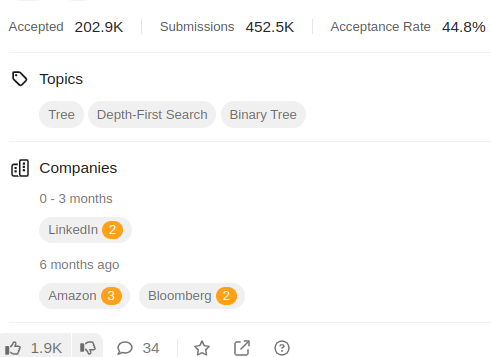 Accepted 202.9K Submissions 452.5K Acceptance Rate 44.8%
Topics
Tree Depth-First Search Binary Tree
Companies
0 - 3 months
LinkedIn 2
6 months ago
Amazon 3 Bloomberg 2
1.9K 34